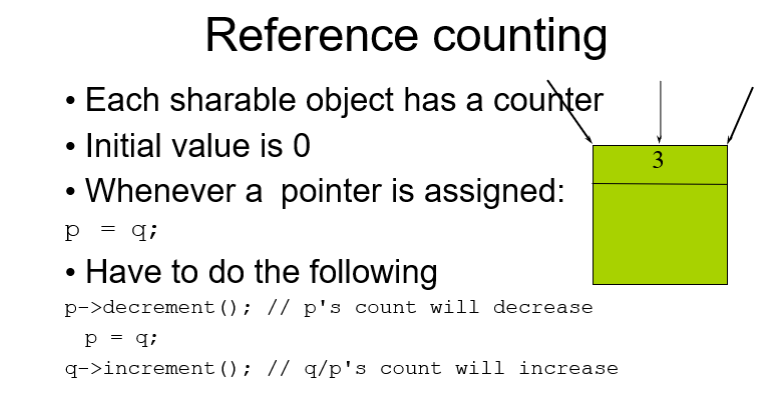 Reference counting
• Each sharable object has a counter
• Initial value is 0
• Whenever a pointer is assigned:
p = q;
• Have to do the following
p->decrement(); // p's count will decrease
p = q;
q->increment(); // q/p's count will increase
3